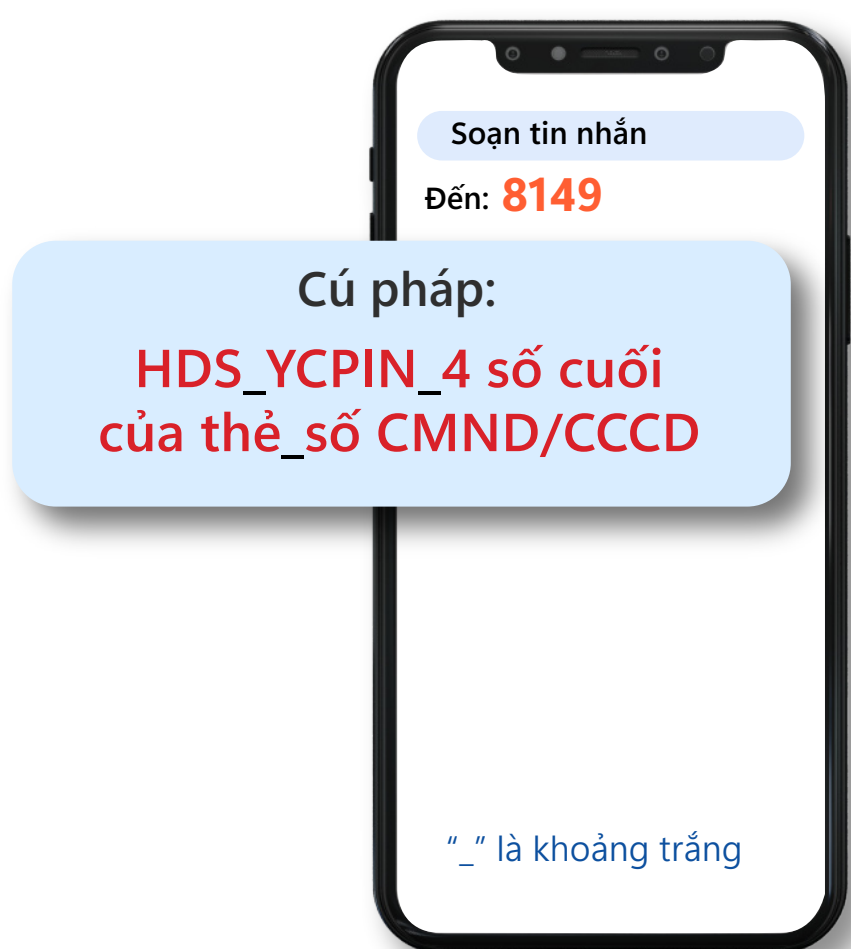 Soạn tin nhắn
Đến: 8149
Cú pháp:
HDS_YCPIN_4 số cuối
của thẻ_số CMND/CCCD
“_” là khoảng trắng